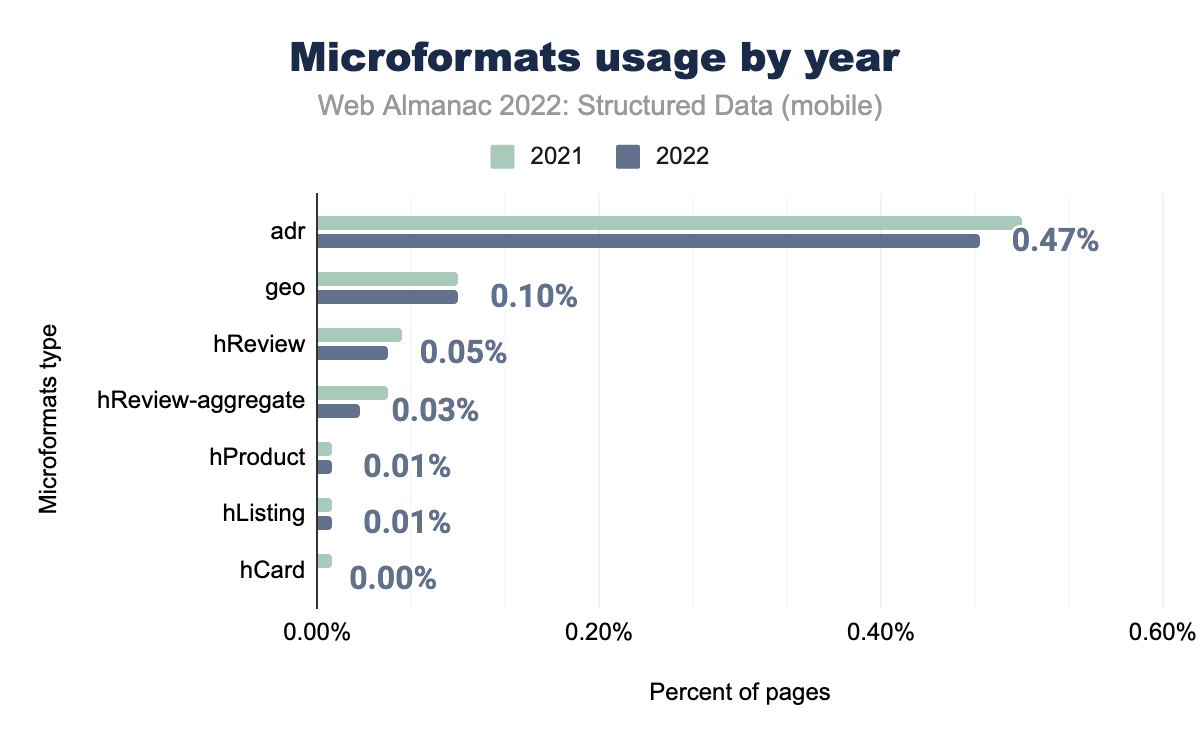 Microformats usage by year
Web Almanac 2022: Structured Data (mobile)
2021 2022
adr 0.47%
geo 0.10%
hReview 0.05%
hReview-aggregate 0.03%
hProduct 0.01%
hListing 0.01%
hCard 0.00%
Microformats type
0.00% 0.20% 0.40% 0.60%
Percent of pages